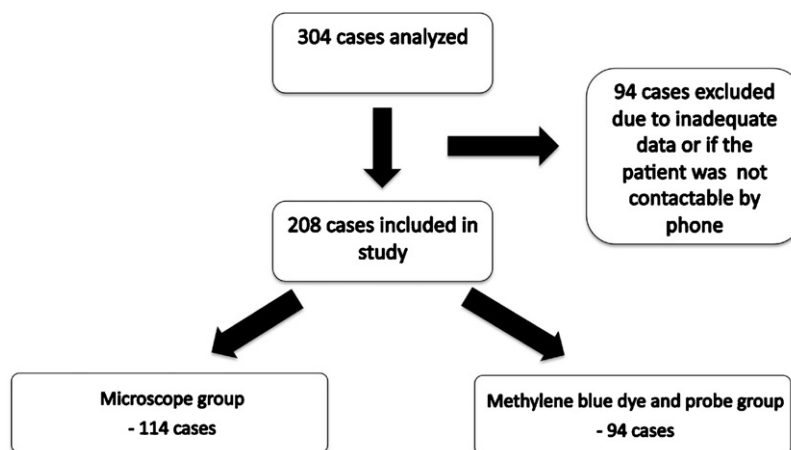 304 cases analyzed
94 cases excluded
due to inadequate
data or if the
patient was not
contactable by
phone
208 cases included in
study
Microscope group
- 114 cases
Methylene blue dye and probe group
- 94 cases